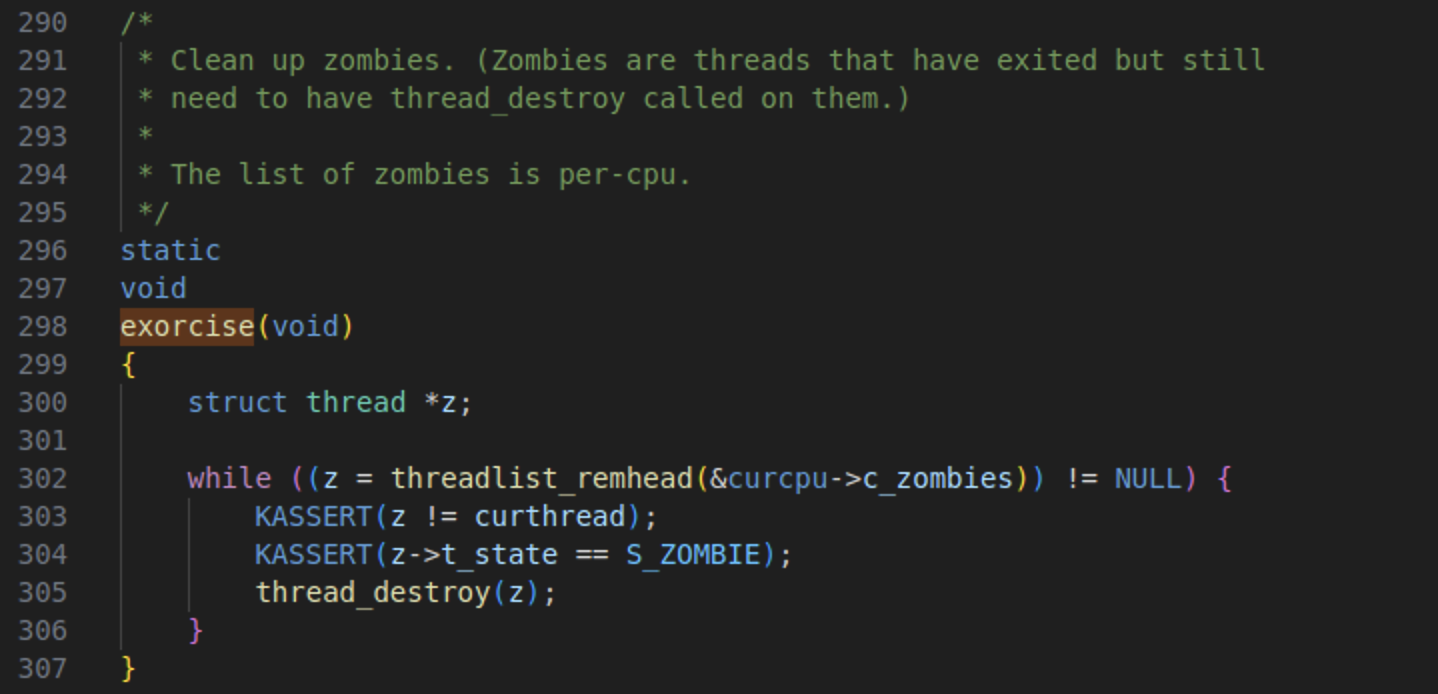 290 /*
291  * Clean up zombies. (Zombies are threads that have exited but still
292  * need to have thread_destroy called on them.)
293  *
294  * The list of zombies is per-cpu.
295  */
296 static
297 void
298 exorcise(void)
299 {
300     struct thread *z;
301
302     while ((z = threadlist_remhead(&curcpu->c_zombies)) != NULL) {
303         KASSERT(z != curthread);
304         KASSERT(z->t_state == S_ZOMBIE);
305         thread_destroy(z);
306     }
307 }